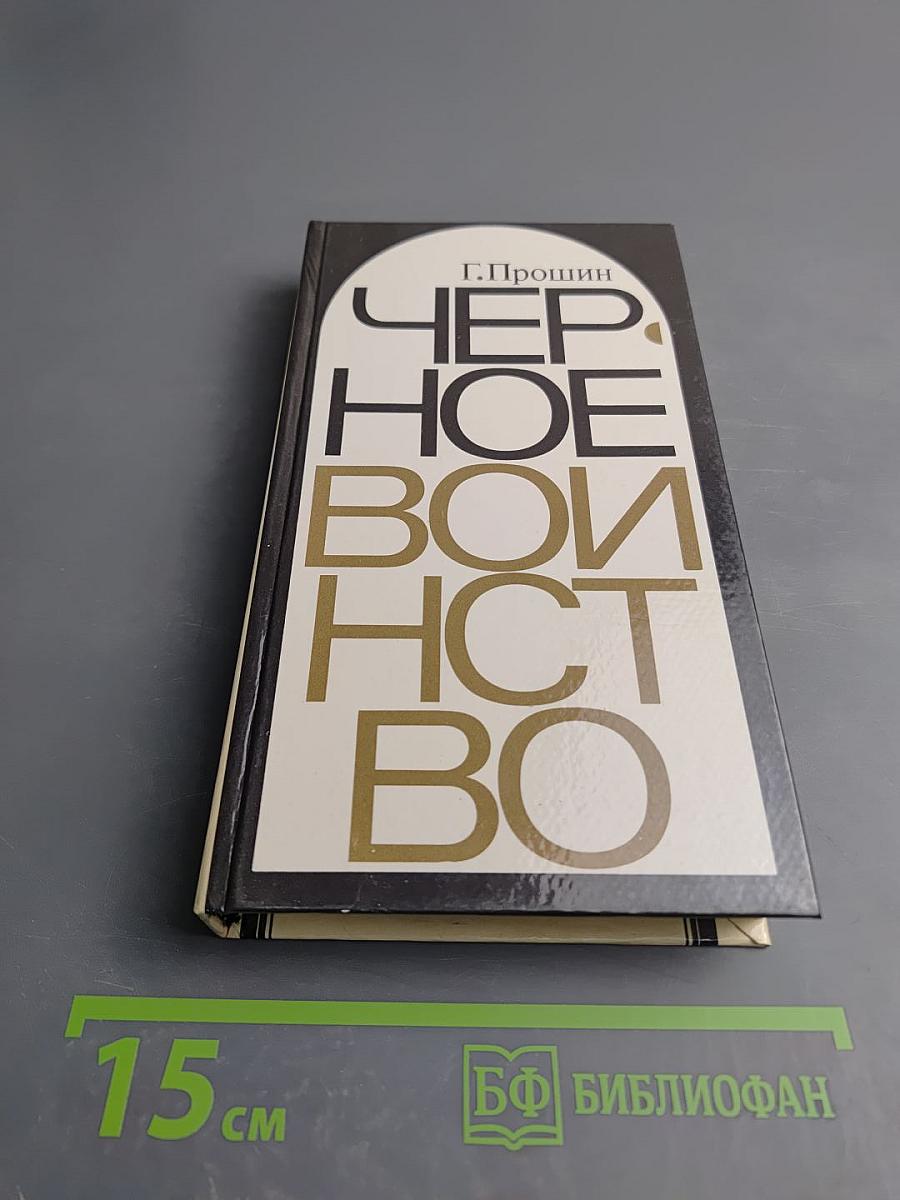 Г.Прошин
ЧЕР
НОЕ
ВОИ
НСТ
ВО
15 см
БФ БИБЛИОФАН